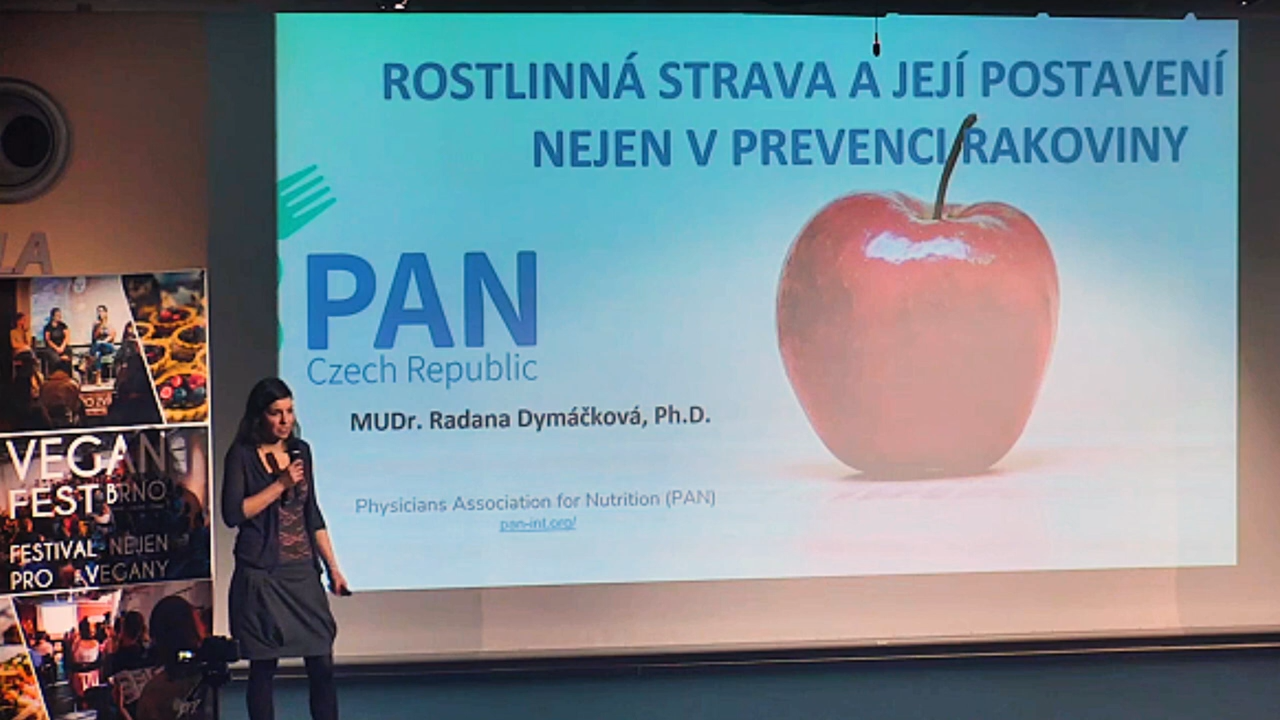 ROSTLINNÁ STRAVA A JEJÍ POSTAVENÍ
NEJEN V PREVENCI RAKOVINY
PAN
Czech Republic
MUDr. Radana Dymáčková, Ph.D.
Physicians Association for Nutrition (PAN)
pan-int.org/
VEGAN
FEST BRNO
FESTIVAL NEJEN
PRO VEGANY